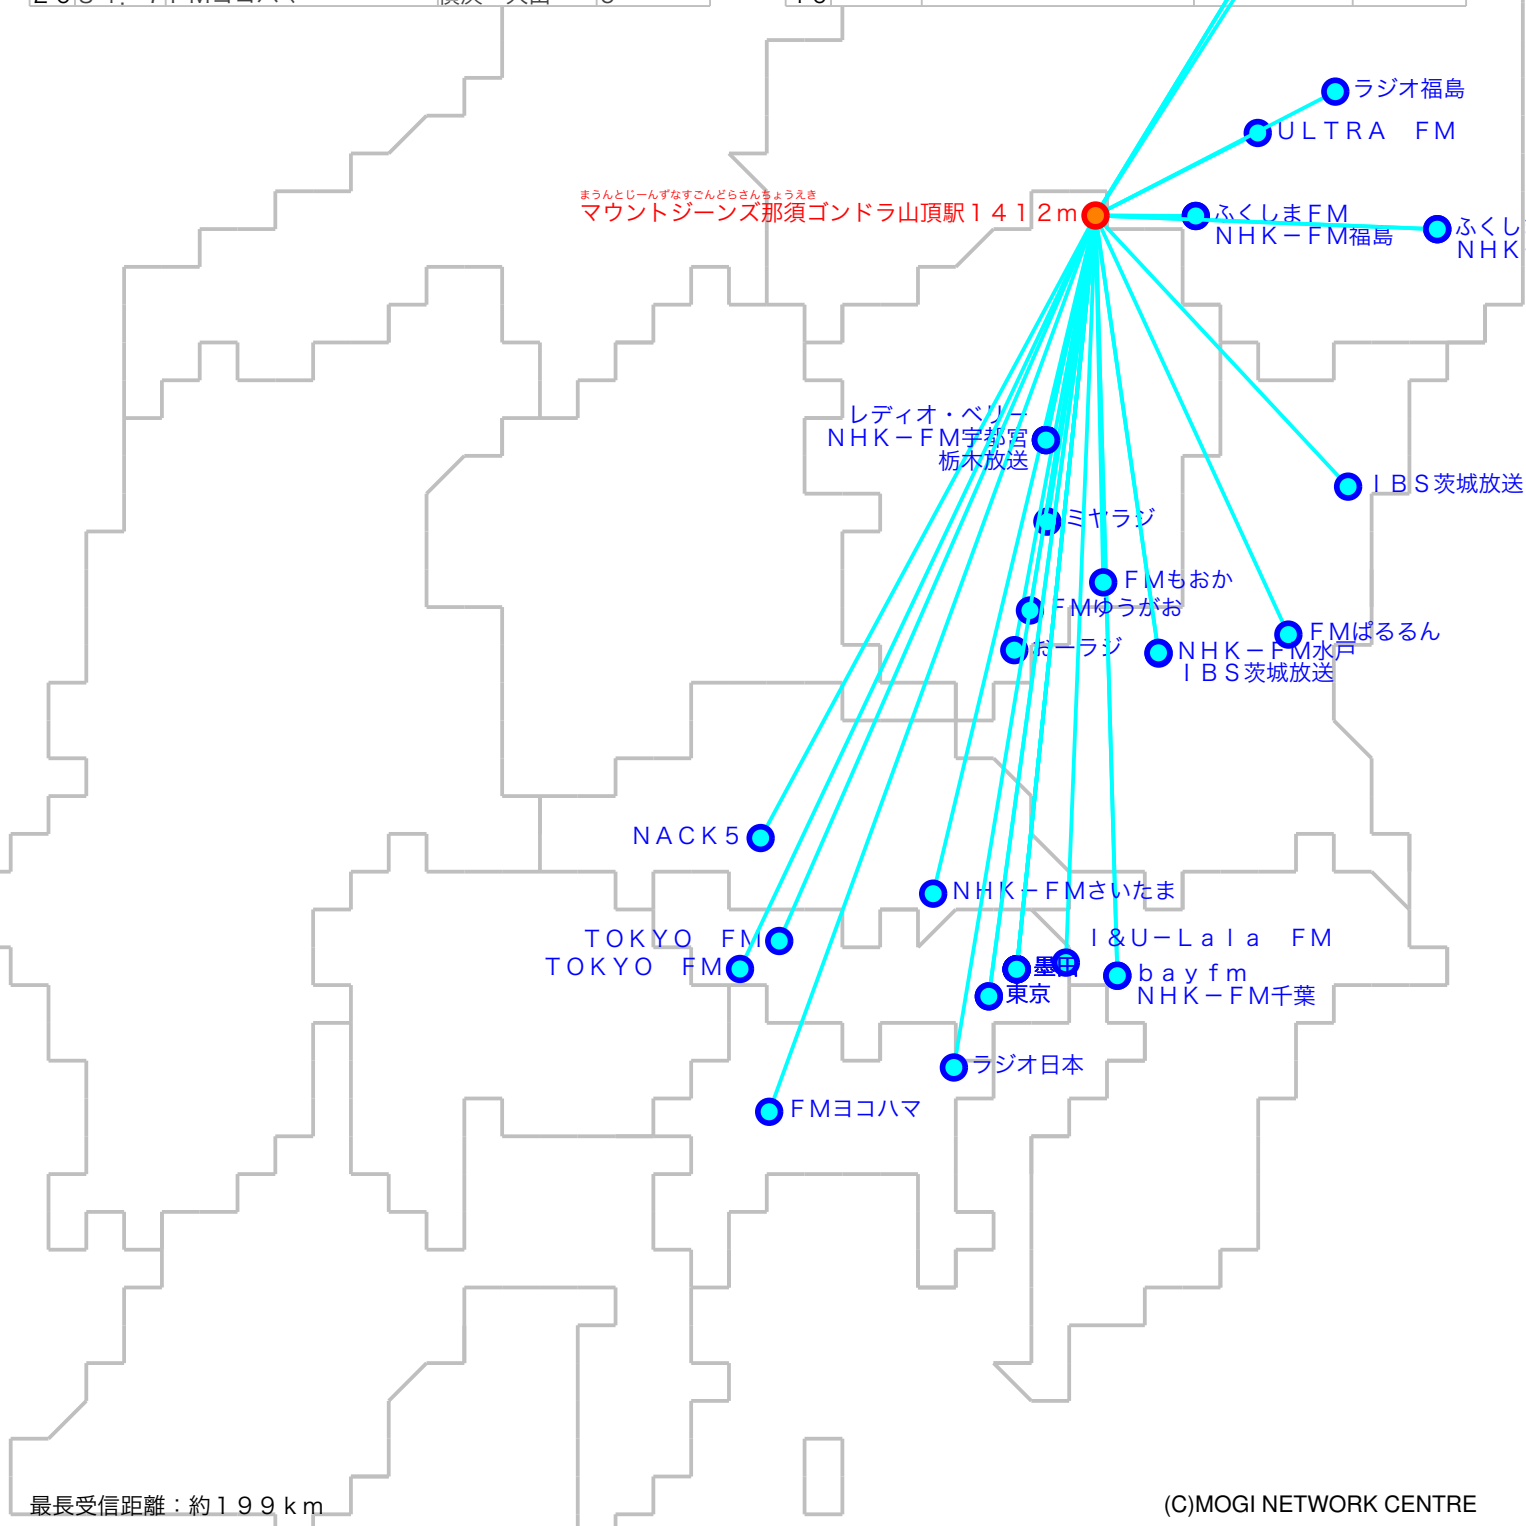 ラジオ福島
ＵＬＴＲＡ　ＦＭ
まうんとじーんずなすごんどらさんちょうえき
マウントジーンズ那須ゴンドラ山頂駅１４１２ｍ
ふくしまＦＭ
ＮＨＫ－ＦＭ福島
ふくし
ＮＨＫ
レディオ・ベリー
ＮＨＫ－ＦＭ宇都宮
栃木放送
ＩＢＳ茨城放送
ミヤラジ
ＦＭもおか
ＦＭゆうがお
おーラジ
ＦＭぱるるん
ＮＨＫ－ＦＭ水戸
ＩＢＳ茨城放送
ＮＡＣＫ５
ＮＨＫ－ＦＭさいたま
ＴＯＫＹＯ　ＦＭ
ＴＯＫＹＯ　ＦＭ
Ｉ＆Ｕ－Ｌａｌａ　ＦＭ
墨田
ｂａｙｆｍ
ＮＨＫ－ＦＭ千葉
東京
ラジオ日本
ＦＭヨコハマ
最長受信距離：約１９９ｋｍ
(C)MOGI NETWORK CENTRE